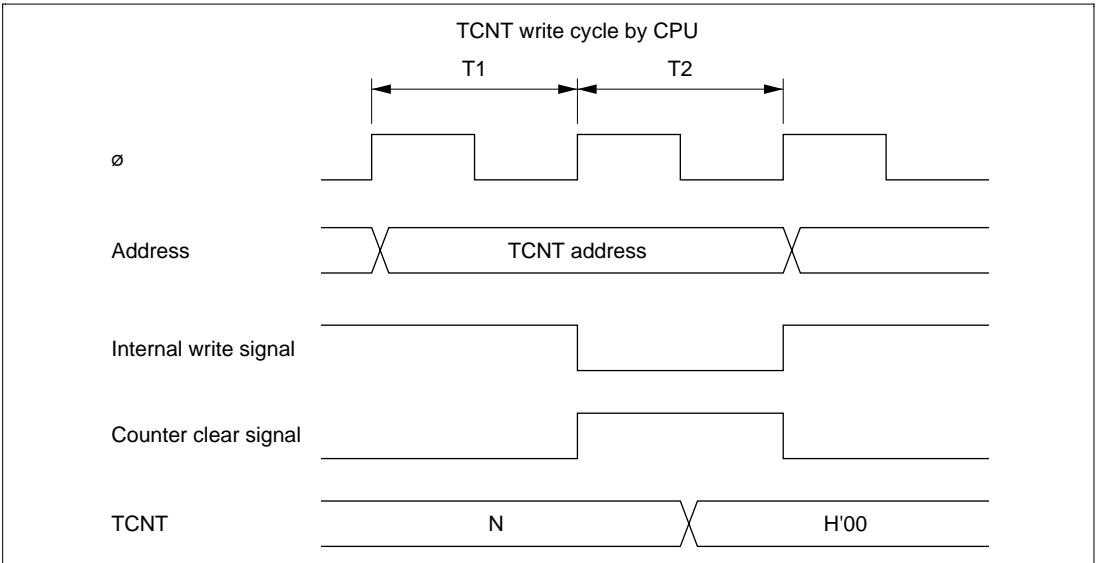 TCNT write cycle by CPU
T1 T2
ø
Address TCNT address
Internal write signal
Counter clear signal
TCNT N H'00